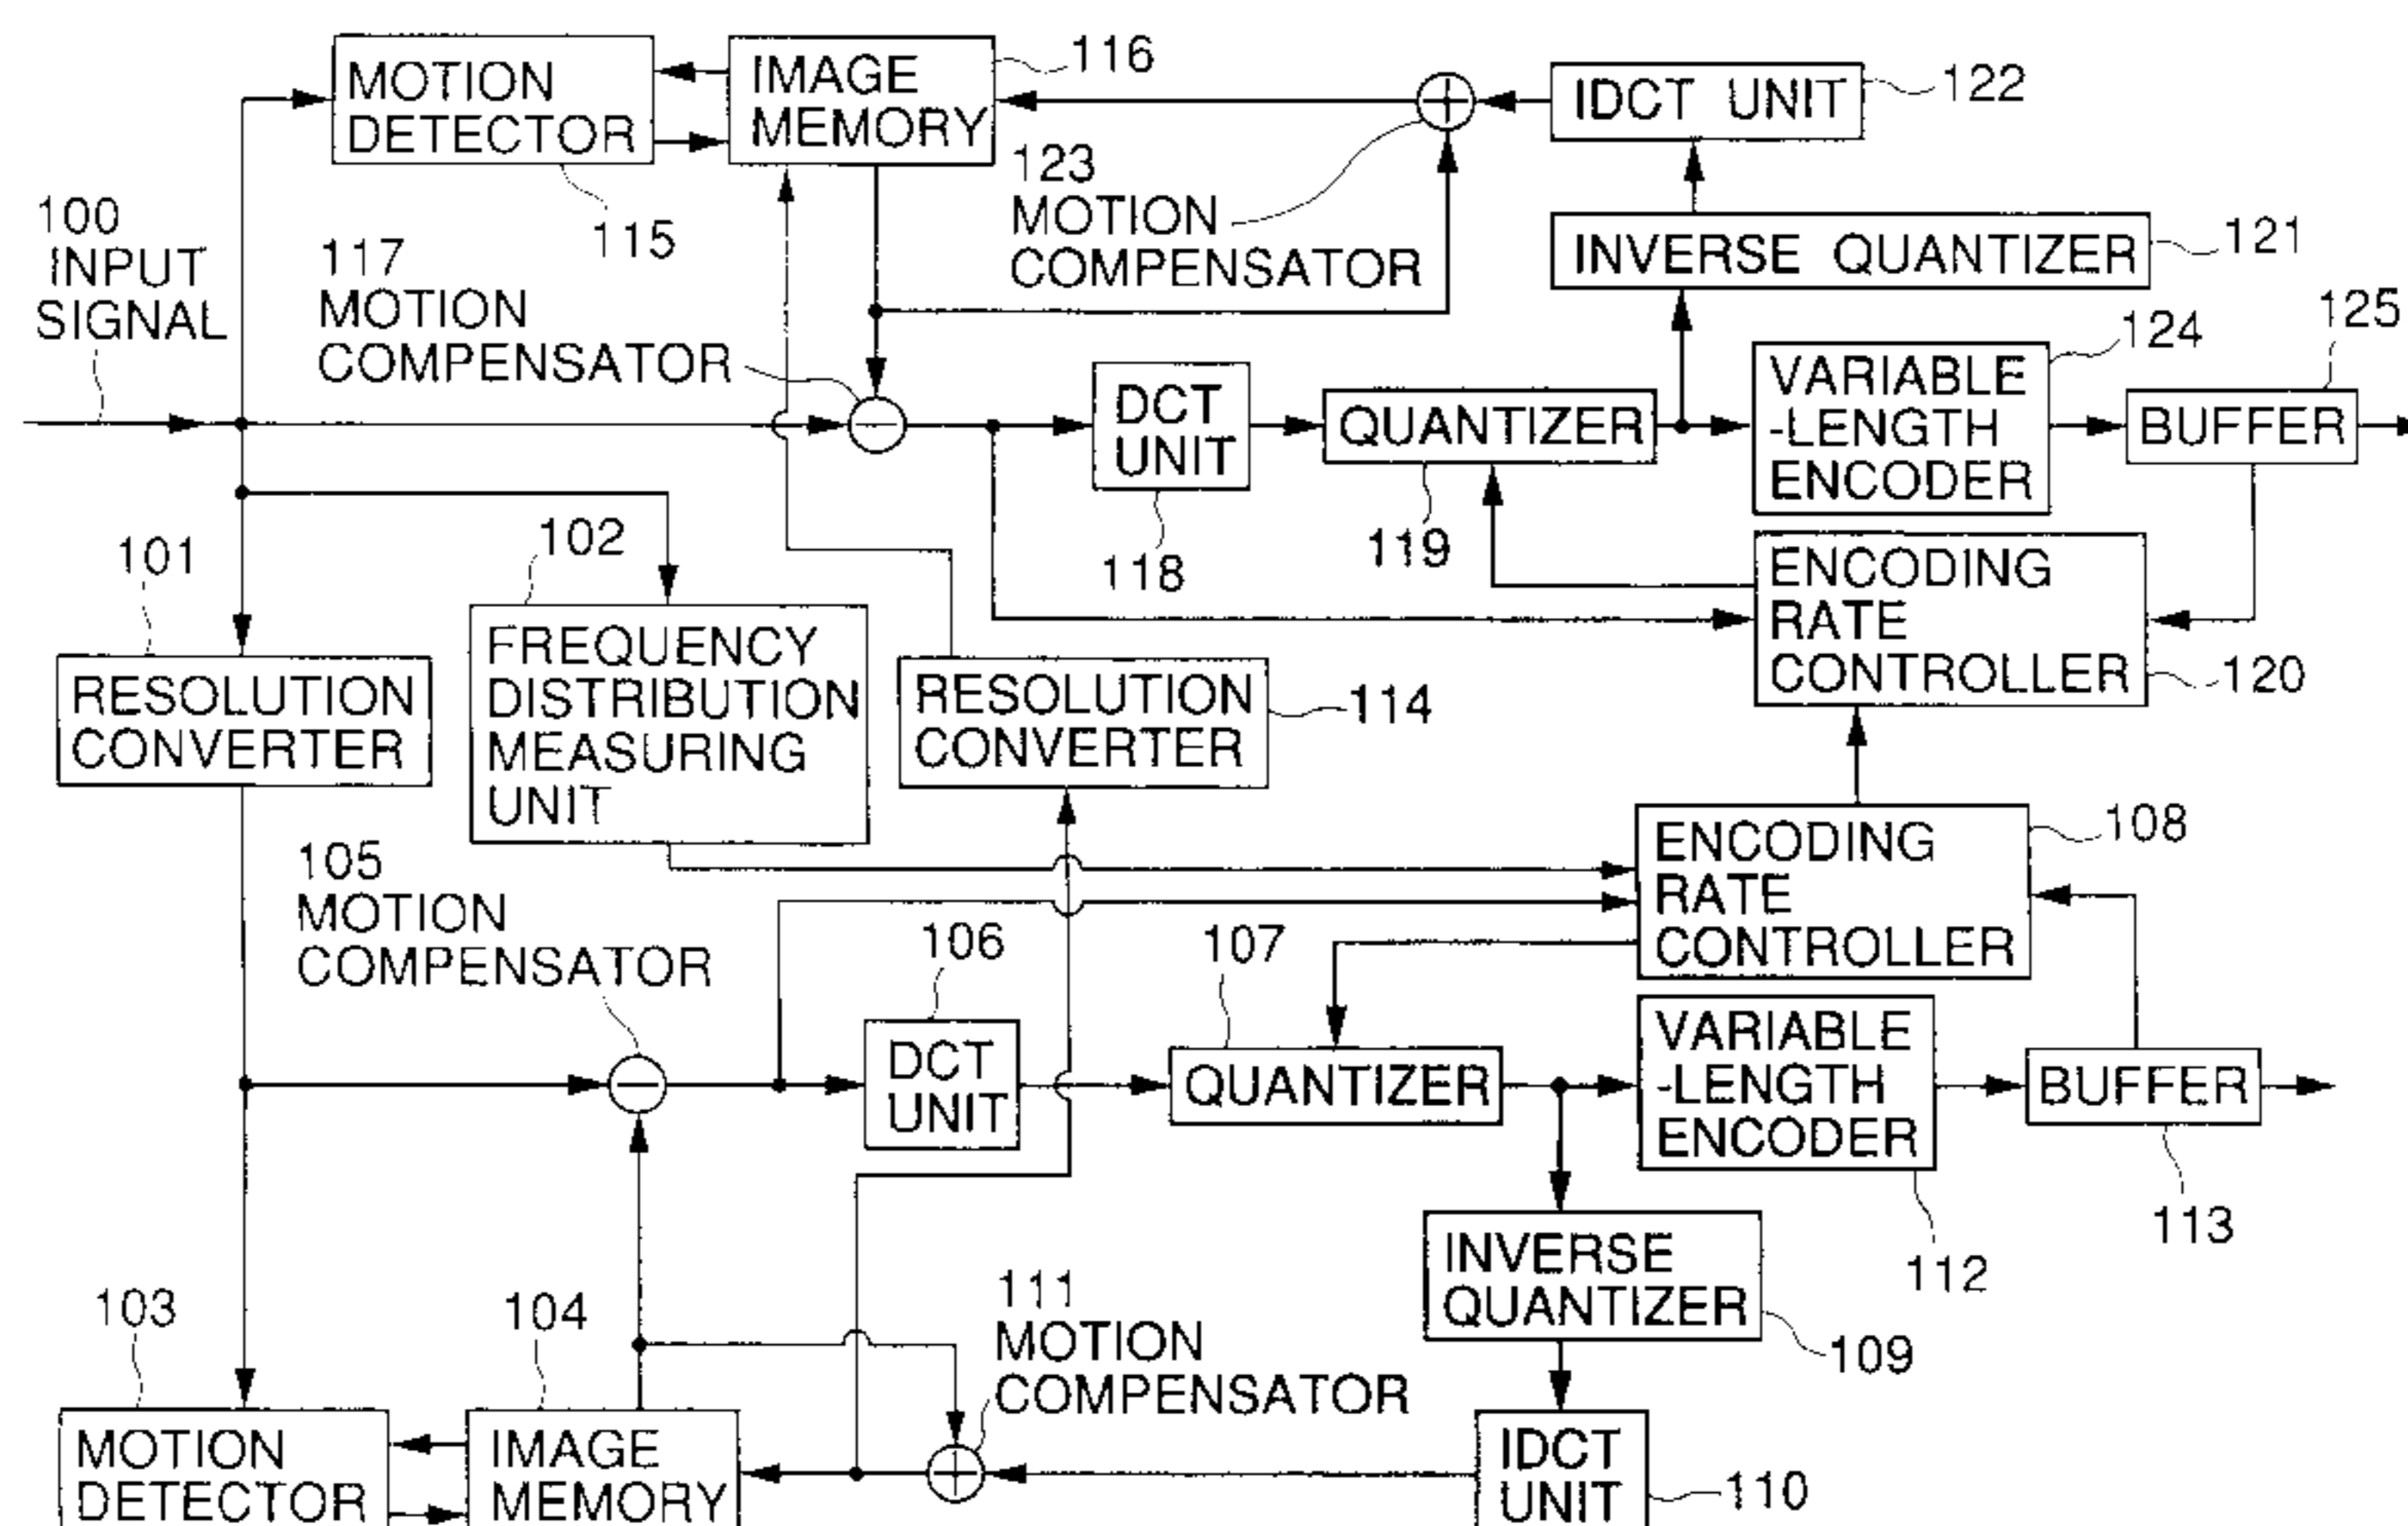 MOTION
DETECTOR
115
IMAGE
MEMORY
116
IDCT UNIT
122
123
MOTION
COMPENSATOR
100
INPUT
SIGNAL
117
MOTION
COMPENSATOR
INVERSE QUANTIZER
121
DCT
UNIT
118
QUANTIZER
119
VARIABLE
-LENGTH
ENCODER
124
BUFFER
125
101
RESOLUTION
CONVERTER
102
FREQUENCY
DISTRIBUTION
MEASURING
UNIT
RESOLUTION
CONVERTER
114
ENCODING
RATE
CONTROLLER
120
ENCODING
RATE
CONTROLLER
108
105
MOTION
COMPENSATOR
106
DCT
UNIT
107
QUANTIZER
VARIABLE
-LENGTH
ENCODER
112
BUFFER
113
INVERSE
QUANTIZER
109
103
MOTION
DETECTOR
104
IMAGE
MEMORY
111
MOTION
COMPENSATOR
IDCT
UNIT
110